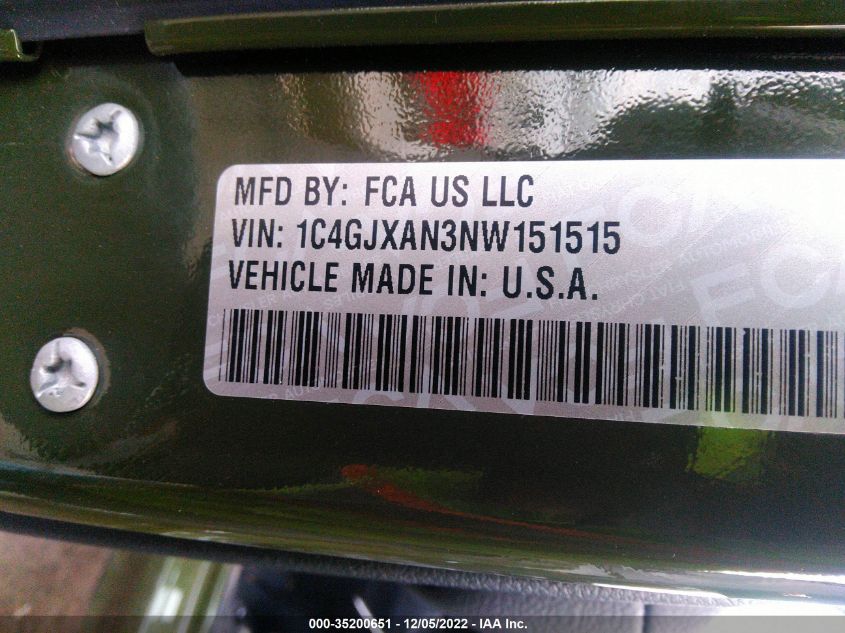 MFD BY: FCA US LLC
VIN: 1C4GJXAN3NW151515
VEHICLE MADE IN: U.S.A.
000-35200651 - 12/05/2022 - IAA Inc.